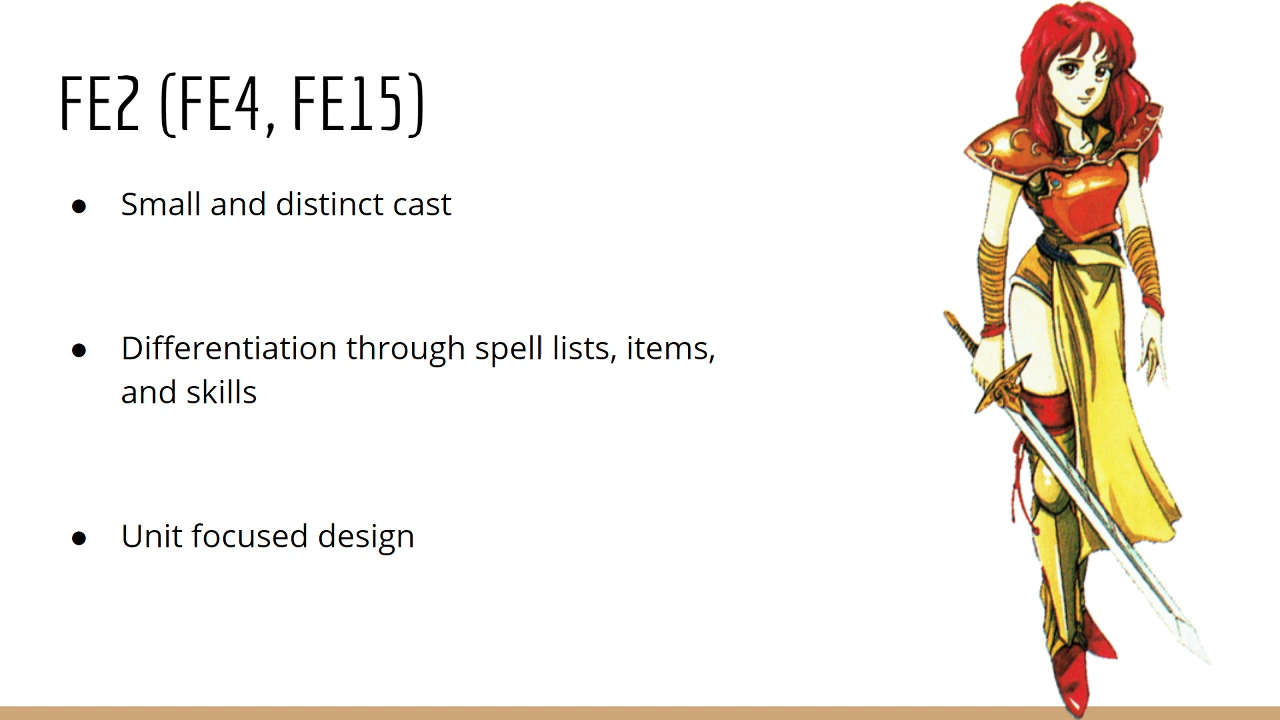 FE2 (FE4, FE15)
● Small and distinct cast
● Differentiation through spell lists, items,
and skills
● Unit focused design